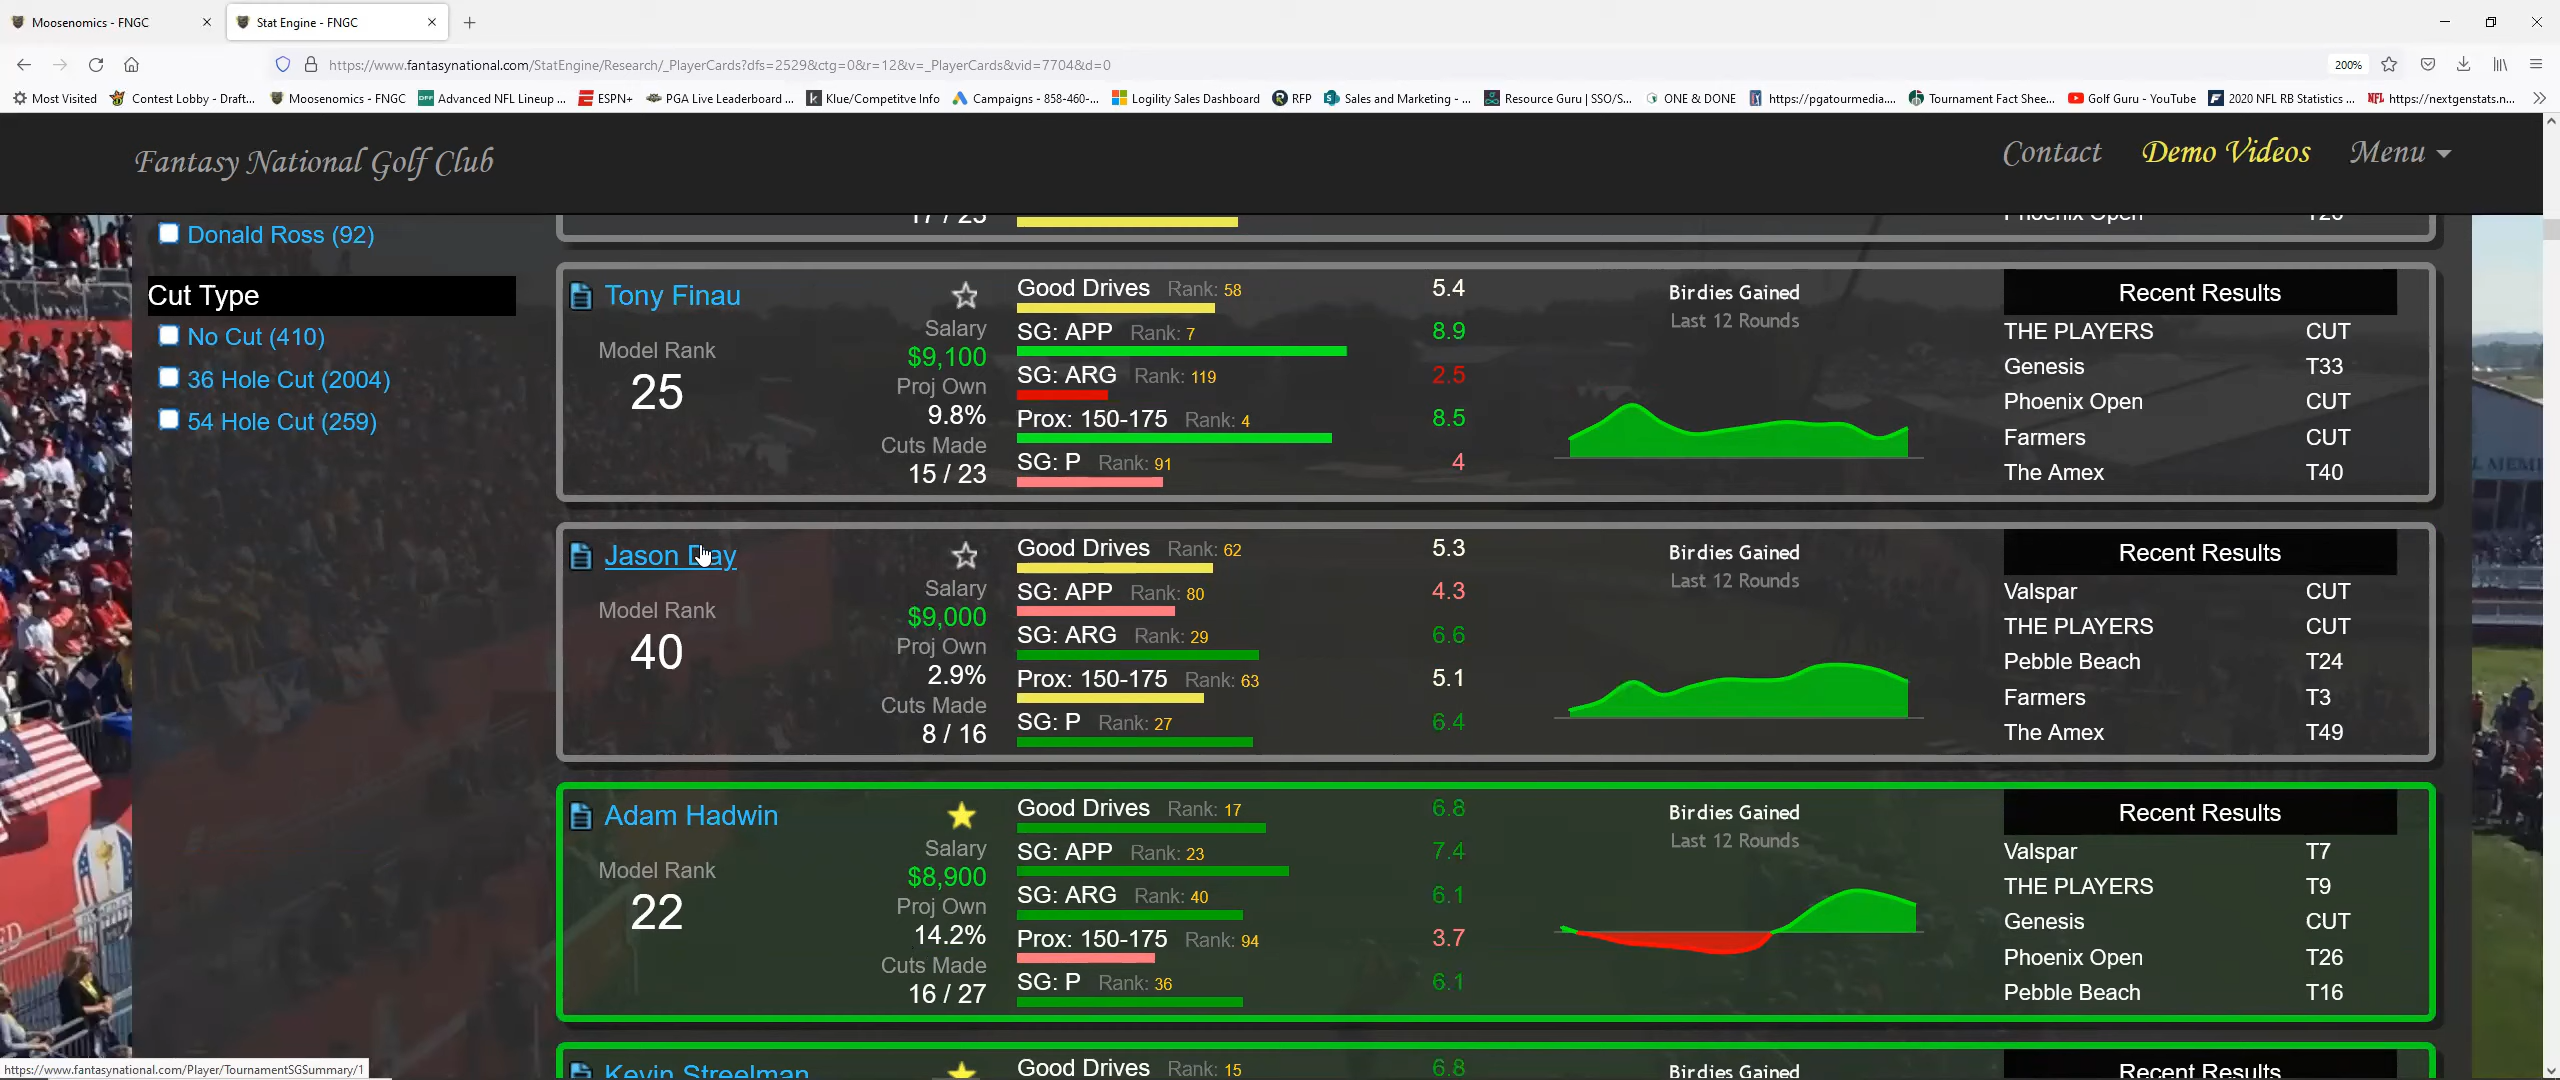 Moosenomics - FNGC
Stat Engine - FNGC
https://www.fantasynational.com/StatEngine/Research/_PlayerCards?dfs=2529&ctg=0&r=12&v=_PlayerCards&vid=7704&d=0
200%
Most Visited
Contest Lobby - Draft...
Moosenomics - FNGC
Advanced NFL Lineup ...
ESPN+
PGA Live Leaderboard ...
Klue/Competitve Info
Campaigns - 858-460-...
Logility Sales Dashboard
RFP
Sales and Marketing - ...
Resource Guru | SSO/S...
ONE & DONE
https://pgatourmedia....
Tournament Fact Shee...
Golf Guru - YouTube
2020 NFL RB Statistics ...
https://nextgenstats.n...
Fantasy National Golf Club
Contact
Demo Videos
Menu
Donald Ross (92)
Cut Type
No Cut (410)
36 Hole Cut (2004)
54 Hole Cut (259)
17 / 23
Phoenix Open
Tony Finau
Model Rank
25
Salary
$9,100
Proj Own
9.8%
Cuts Made
15 / 23
Good Drives Rank: 58 5.4
SG: APP Rank: 7 8.9
SG: ARG Rank: 119 2.5
Prox: 150-175 Rank: 4 8.5
SG: P Rank: 91 4
Birdies Gained
Last 12 Rounds
Recent Results
THE PLAYERS CUT
Genesis T33
Phoenix Open CUT
Farmers CUT
The Amex T40
Jason Day
Model Rank
40
Salary
$9,000
Proj Own
2.9%
Cuts Made
8 / 16
Good Drives Rank: 62 5.3
SG: APP Rank: 80 4.3
SG: ARG Rank: 29 6.6
Prox: 150-175 Rank: 63 5.1
SG: P Rank: 27 6.4
Birdies Gained
Last 12 Rounds
Recent Results
Valspar CUT
THE PLAYERS CUT
Pebble Beach T24
Farmers T3
The Amex T49
Adam Hadwin
Model Rank
22
Salary
$8,900
Proj Own
14.2%
Cuts Made
16 / 27
Good Drives Rank: 17 6.8
SG: APP Rank: 23 7.4
SG: ARG Rank: 40 6.1
Prox: 150-175 Rank: 94 3.7
SG: P Rank: 36 6.1
Birdies Gained
Last 12 Rounds
Recent Results
Valspar T7
THE PLAYERS T9
Genesis CUT
Phoenix Open T26
Pebble Beach T16
Kevin Streelman
Good Drives Rank: 15 6.8
Birdies Gained
Recent Results
https://www.fantasynational.com/Player/TournamentSGSummary/1